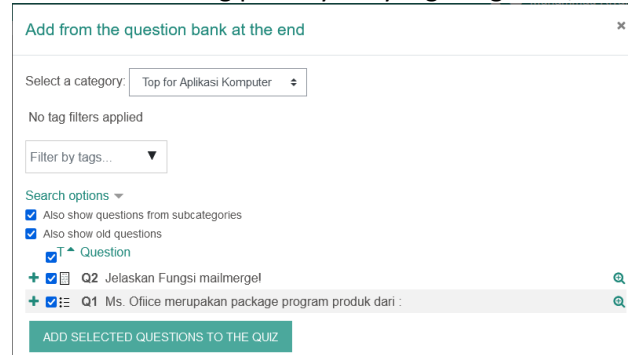 Add from the question bank at the end ×
Select a category: Top for Aplikasi Komputer
No tag filters applied
Filter by tags... ▼
Search options
Also show questions from subcategories
Also show old questions
T Question
Q2 Jelaskan Fungsi mailmerge!
Q1 Ms. Ofiice merupakan package program produk dari :
ADD SELECTED QUESTIONS TO THE QUIZ